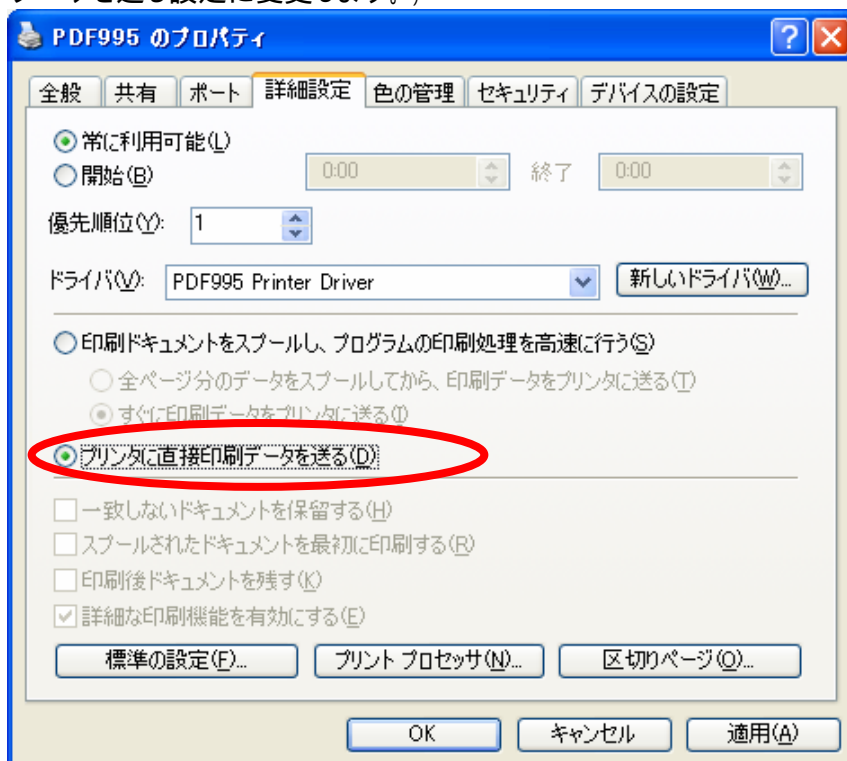 PDF995 のプロパティ
全般 共有 ポート 詳細設定 色の管理 セキュリティ デバイスの設定
常に利用可能(L)
開始(B) 0:00 終了 0:00
優先順位(Y): 1
ドライバ(V): PDF995 Printer Driver 新しいドライバ(W)...
印刷ドキュメントをスプールし、プログラムの印刷処理を高速に行う(S)
全ページ分のデータをスプールしてから、印刷データをプリンタに送る(T)
すぐに印刷データをプリンタに送る(I)
プリンタに直接印刷データを送る(D)
一致しないドキュメントを保留する(H)
スプールされたドキュメントを最初に印刷する(R)
印刷後ドキュメントを残す(K)
詳細な印刷機能を有効にする(E)
標準の設定(F)... プリント プロセッサ(N)... 区切りページ(O)...
OK キャンセル 適用(A)